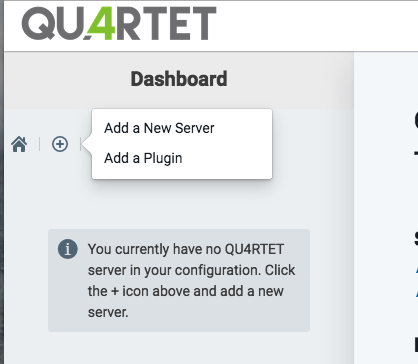 QU4RTET
Dashboard
Add a New Server
Add a Plugin
You currently have no QU4RTET
server in your configuration. Click
the + icon above and add a new
server.